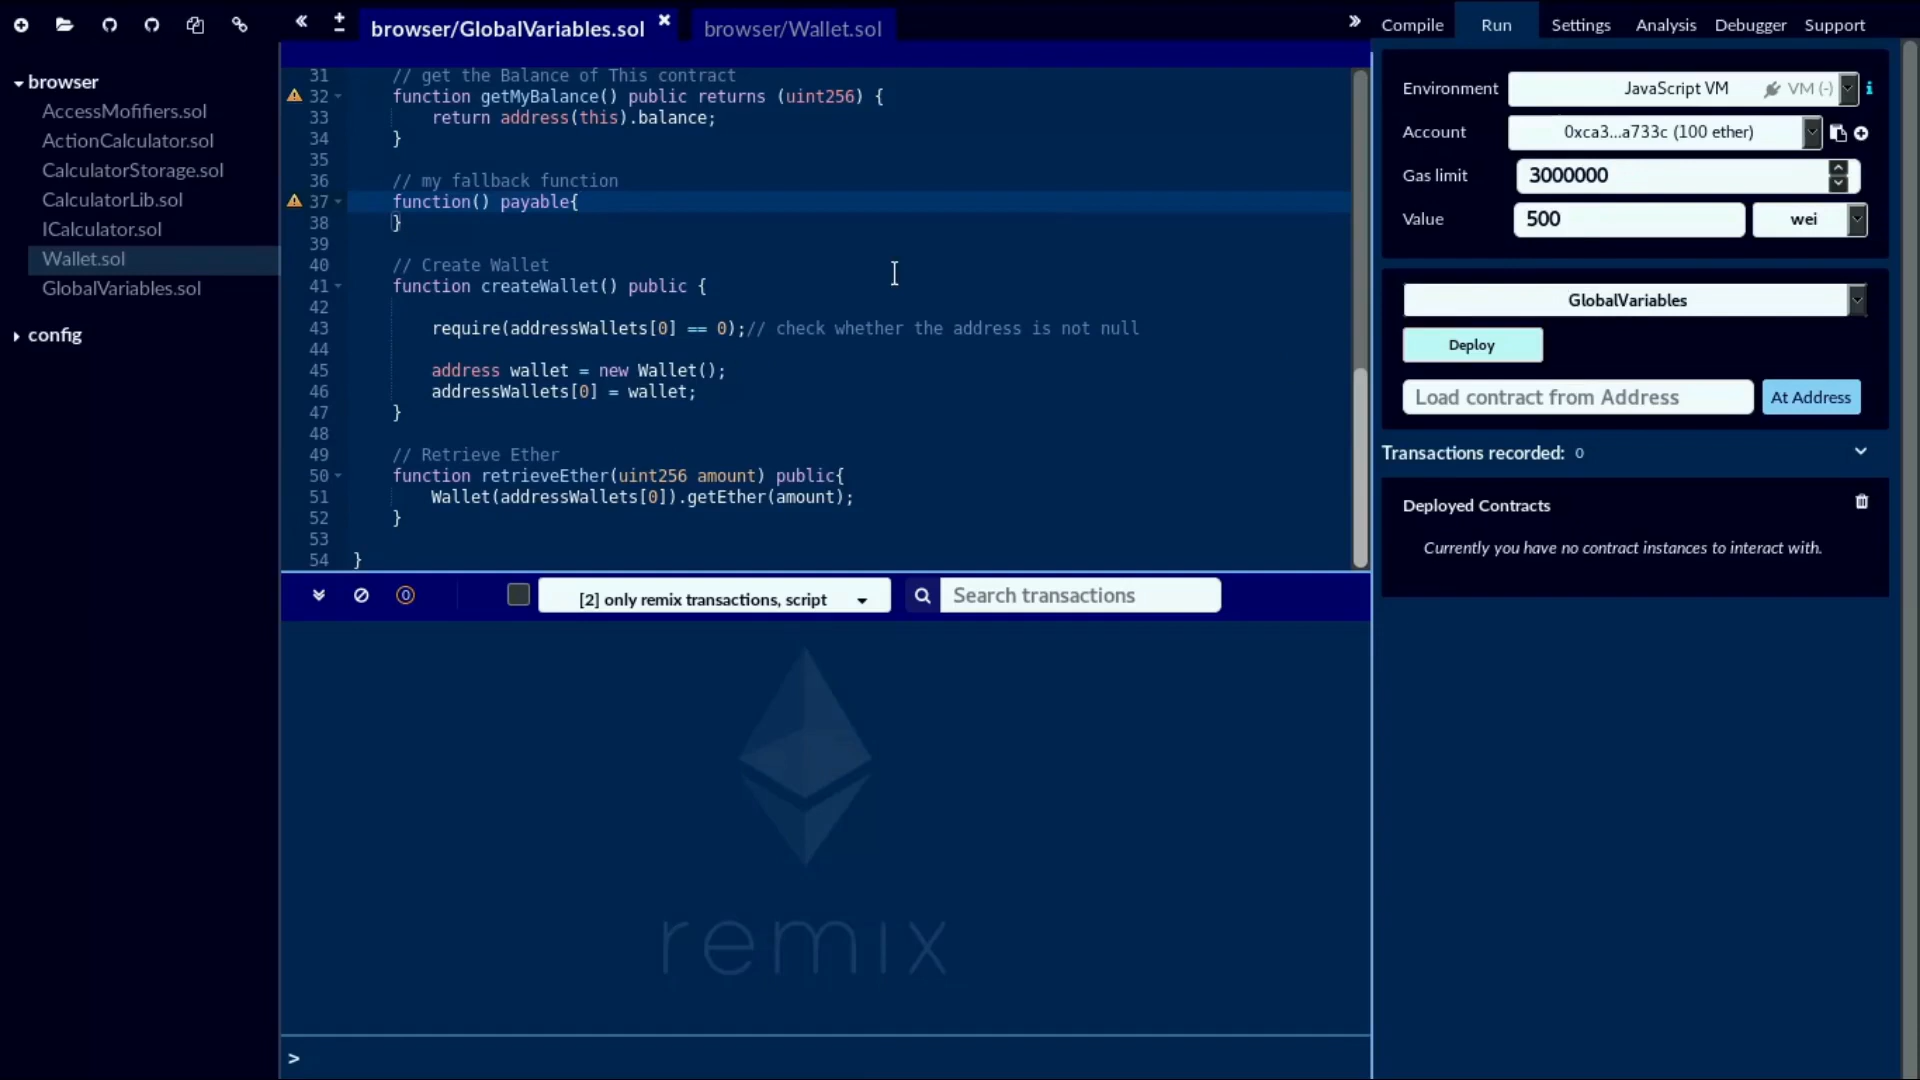 browser/GlobalVariables.sol
browser/Wallet.sol
browser
AccessMofifiers.sol
ActionCalculator.sol
CalculatorStorage.sol
CalculatorLib.sol
ICalculator.sol
Wallet.sol
GlobalVariables.sol
config
31 // get the Balance of This contract
32 function getMyBalance() public returns (uint256) {
33 return address(this).balance;
34 }
35
36 // my fallback function
37 function() payable{
38 }
39
40 // Create Wallet
41 function createWallet() public {
42
43 require(addressWallets[0] == 0);// check whether the address is not null
44
45 address wallet = new Wallet();
46 addressWallets[0] = wallet;
47 }
48
49 // Retrieve Ether
50 function retrieveEther(uint256 amount) public{
51 Wallet(addressWallets[0]).getEther(amount);
52 }
53
54 }
0
[2] only remix transactions, script
Search transactions
remix
>
Compile Run Settings Analysis Debugger Support
Environment JavaScript VM VM (-) i
Account 0xca3...a733c (100 ether)
Gas limit 3000000
Value 500 wei
GlobalVariables
Deploy
Load contract from Address At Address
Transactions recorded: 0
Deployed Contracts
Currently you have no contract instances to interact with.